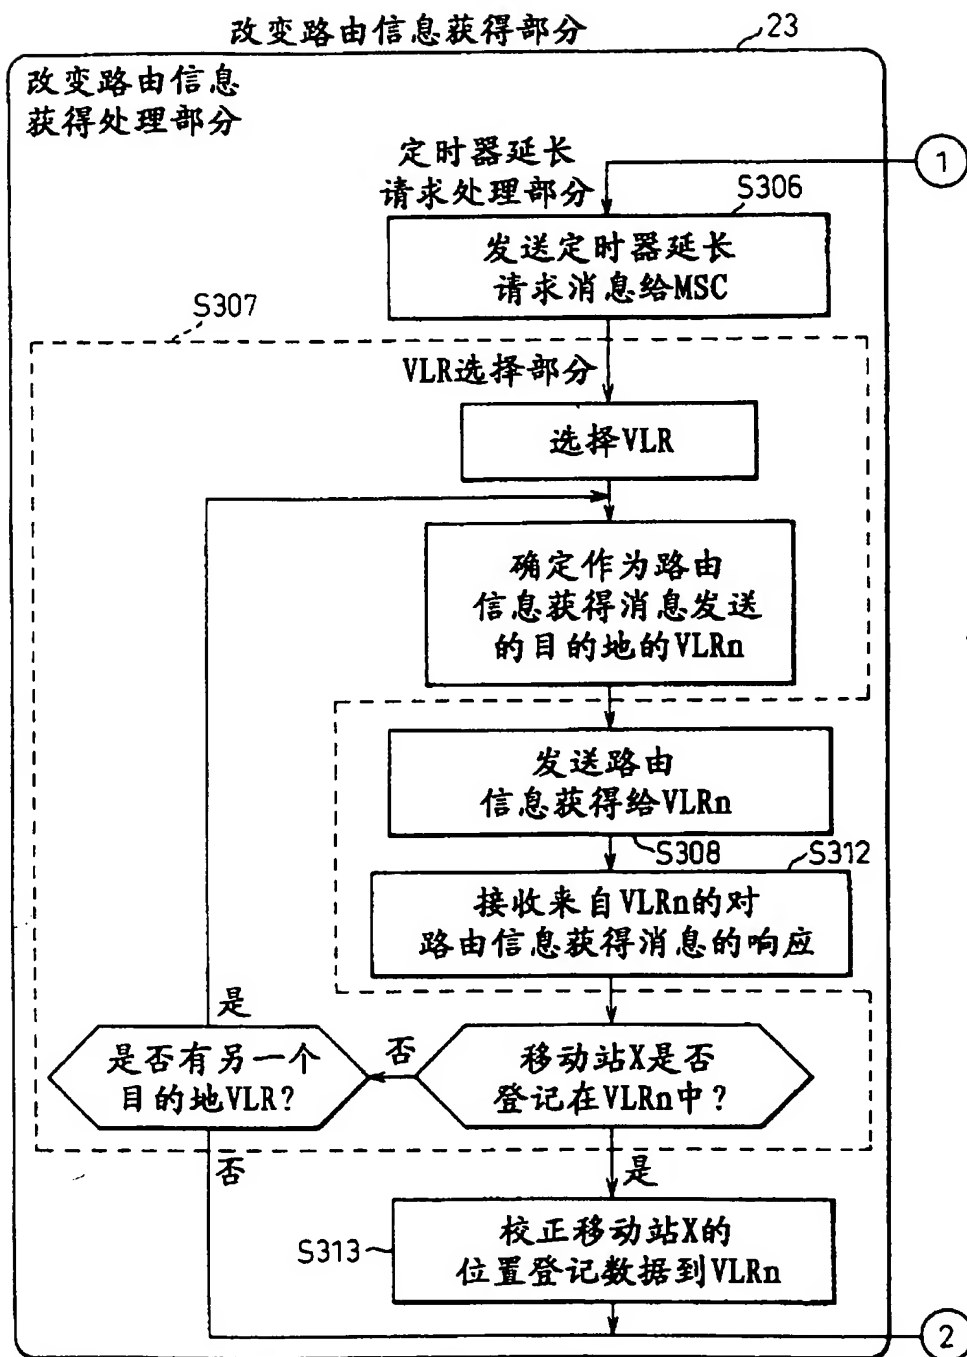 改变路由信息获得部分
23
改变路由信息
获得处理部分
定时器延长
请求处理部分
1
S306
发送定时器延长
请求消息给MSC
S307
VLR选择部分
选择VLR
确定作为路由
信息获得消息发送
的目的地的VLRn
发送路由
信息获得给VLRn
S308
S312
接收来自VLRn的对
路由信息获得消息的响应
是
是否有另一个
目的地VLR?
否
移动站X是否
登记在VLRn中?
否
是
S313
校正移动站X的
位置登记数据到VLRn
2